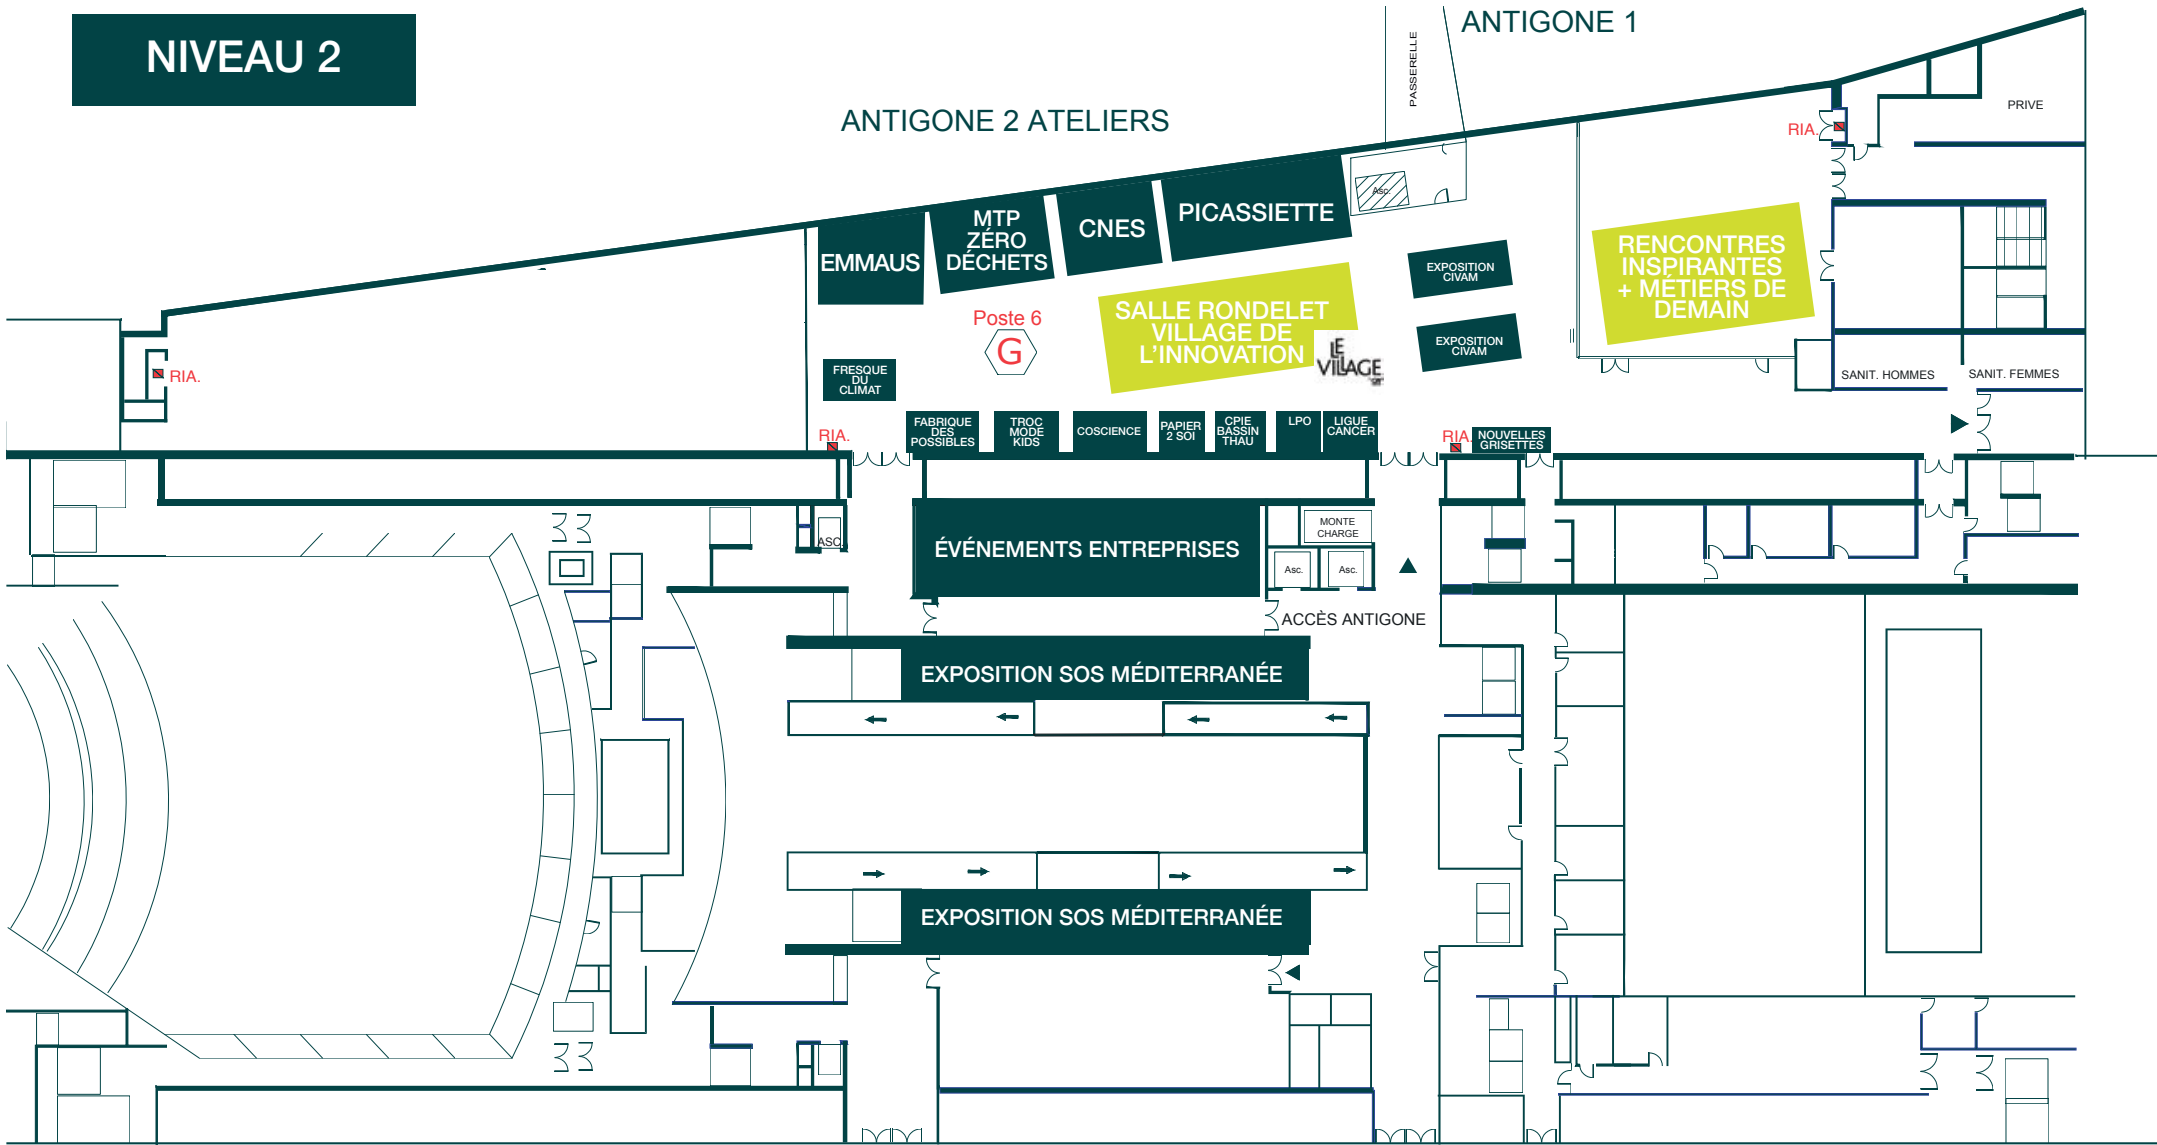 NIVEAU 2
ANTIGONE 1
PASSERELLE
ANTIGONE 2 ATELIERS
PRIVE
RIA.
Asc.
PICASSIETTE
CNES
MTP
ZÉRO
DÉCHETS
EMMAUS
RENCONTRES
INSPIRANTES
+ MÉTIERS DE
DEMAIN
EXPOSITION
CIVAM
EXPOSITION
CIVAM
SALLE RONDELET
VILLAGE DE
L'INNOVATION
LE
VILLAGE
Poste 6
G
RIA.
FRESQUE
DU
CLIMAT
SANIT. HOMMES
SANIT. FEMMES
RIA.
FABRIQUE
DES
POSSIBLES
TROC
MODE
KIDS
COSCIENCE
PAPIER
2 SOI
CPIE
BASSIN
THAU
LPO
LIGUE
CANCER
RIA.
NOUVELLES
GRISETTES
ASC.
ÉVÉNEMENTS ENTREPRISES
MONTE
CHARGE
Asc.
Asc.
ACCÈS ANTIGONE
EXPOSITION SOS MÉDITERRANÉE
EXPOSITION SOS MÉDITERRANÉE